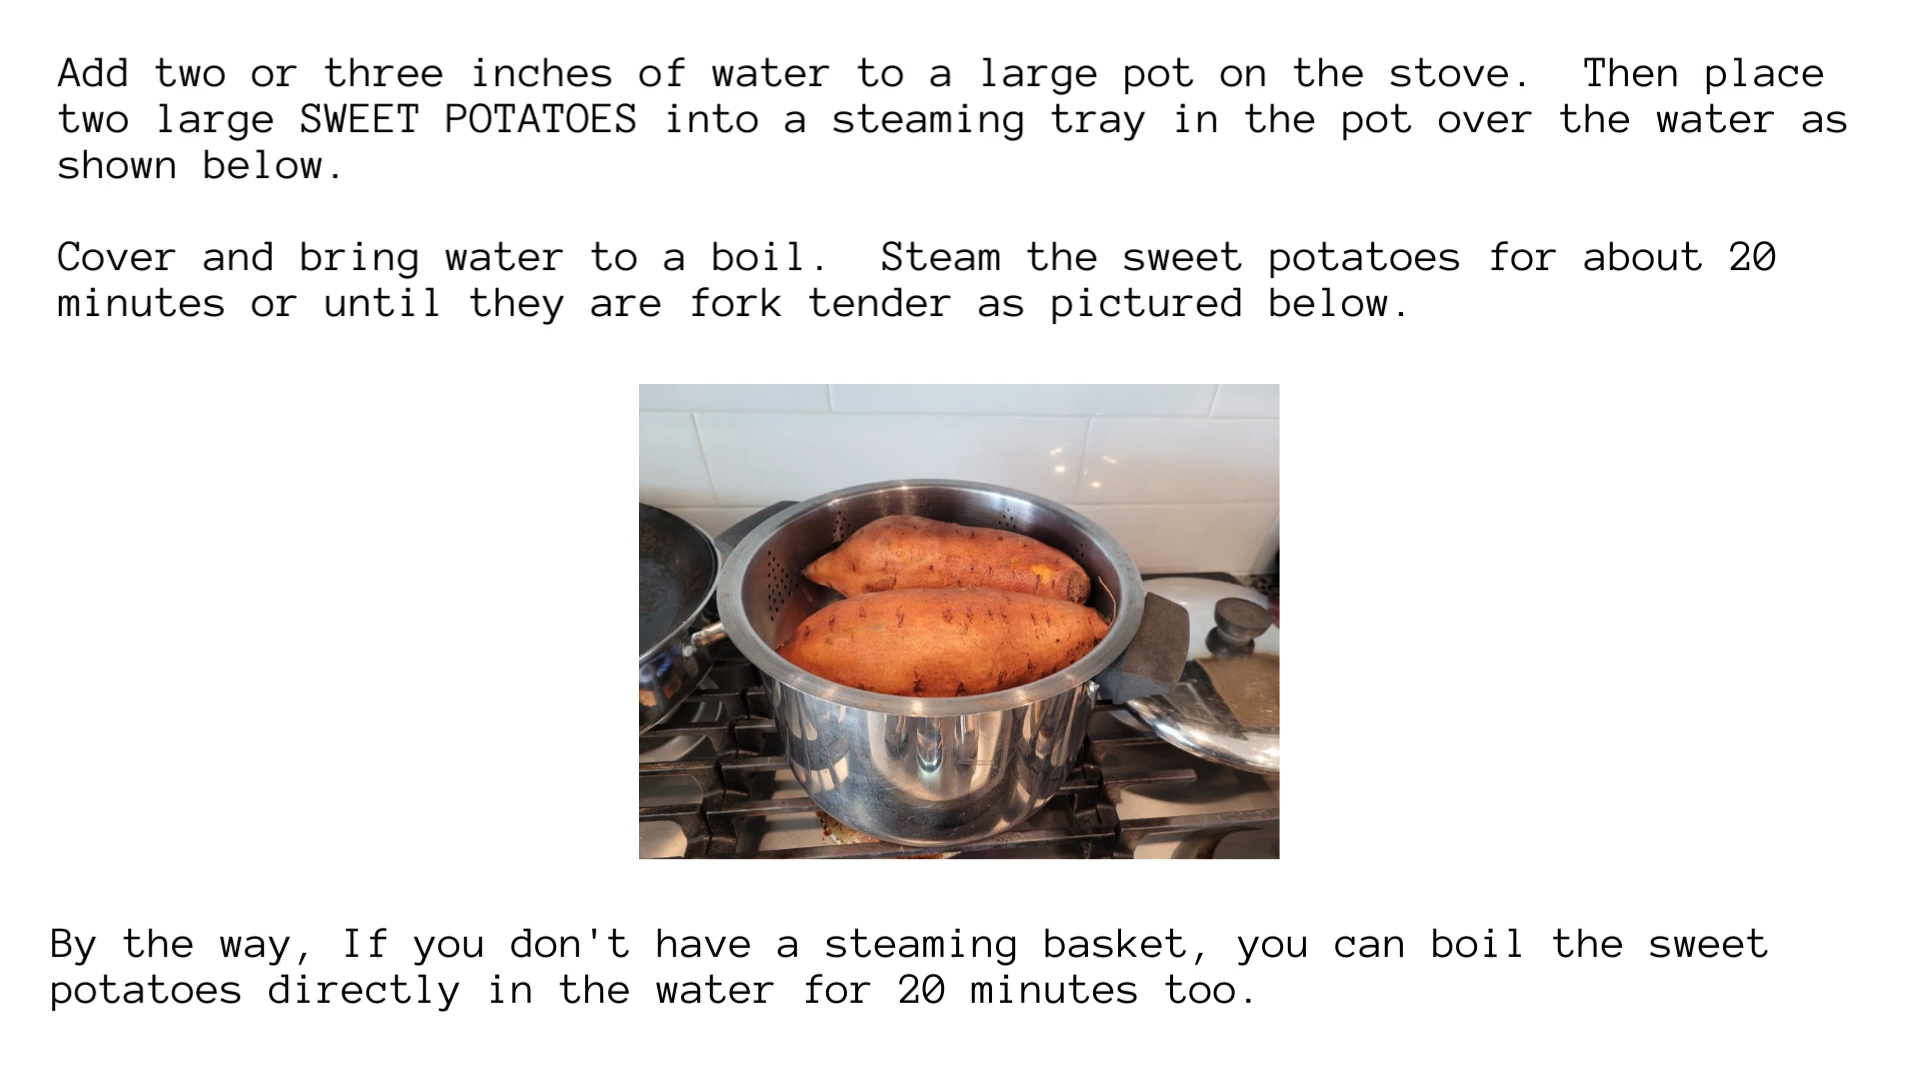 Add two or three inches of water to a large pot on the stove.  Then place
two large SWEET POTATOES into a steaming tray in the pot over the water as
shown below.
Cover and bring water to a boil.  Steam the sweet potatoes for about 20
minutes or until they are fork tender as pictured below.
By the way, If you don't have a steaming basket, you can boil the sweet
potatoes directly in the water for 20 minutes too.